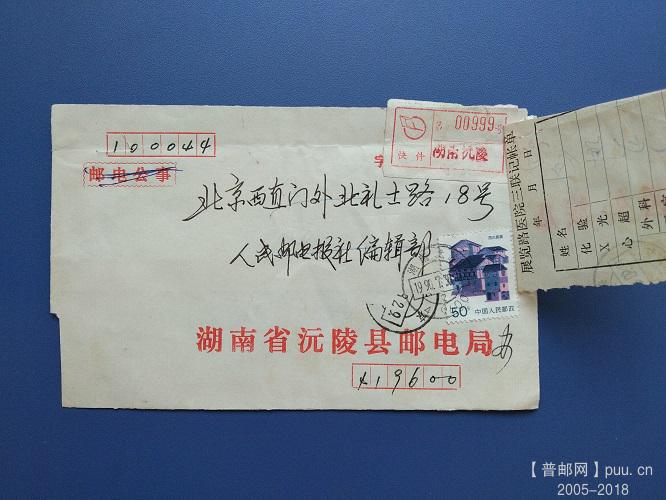 100044
邮电公事
北京西直门外北礼士路18号
人民邮电报社编辑部
00999
快件
湖南沅陵
展览路医院三联记帐单
年 月 日
姓名
化验
X光
心超
外科
50
中国人民邮政
湖南省沅陵县邮电局
419600
【普邮网】puu.cn
2005-2018